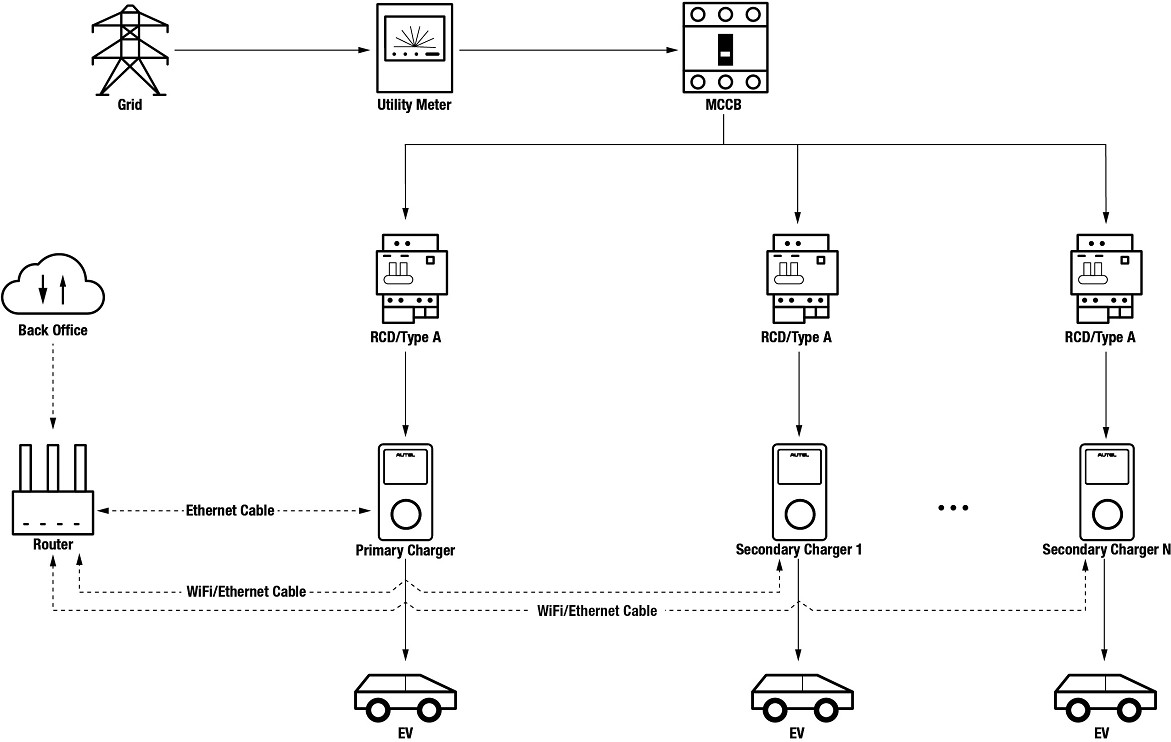 Grid
Utility Meter
MCCB
Back Office
RCD/Type A
RCD/Type A
RCD/Type A
AUTEL
AUTEL
AUTEL
Ethernet Cable
Router
Primary Charger
Secondary Charger 1
Secondary Charger N
WiFi/Ethernet Cable
WiFi/Ethernet Cable
EV
EV
EV